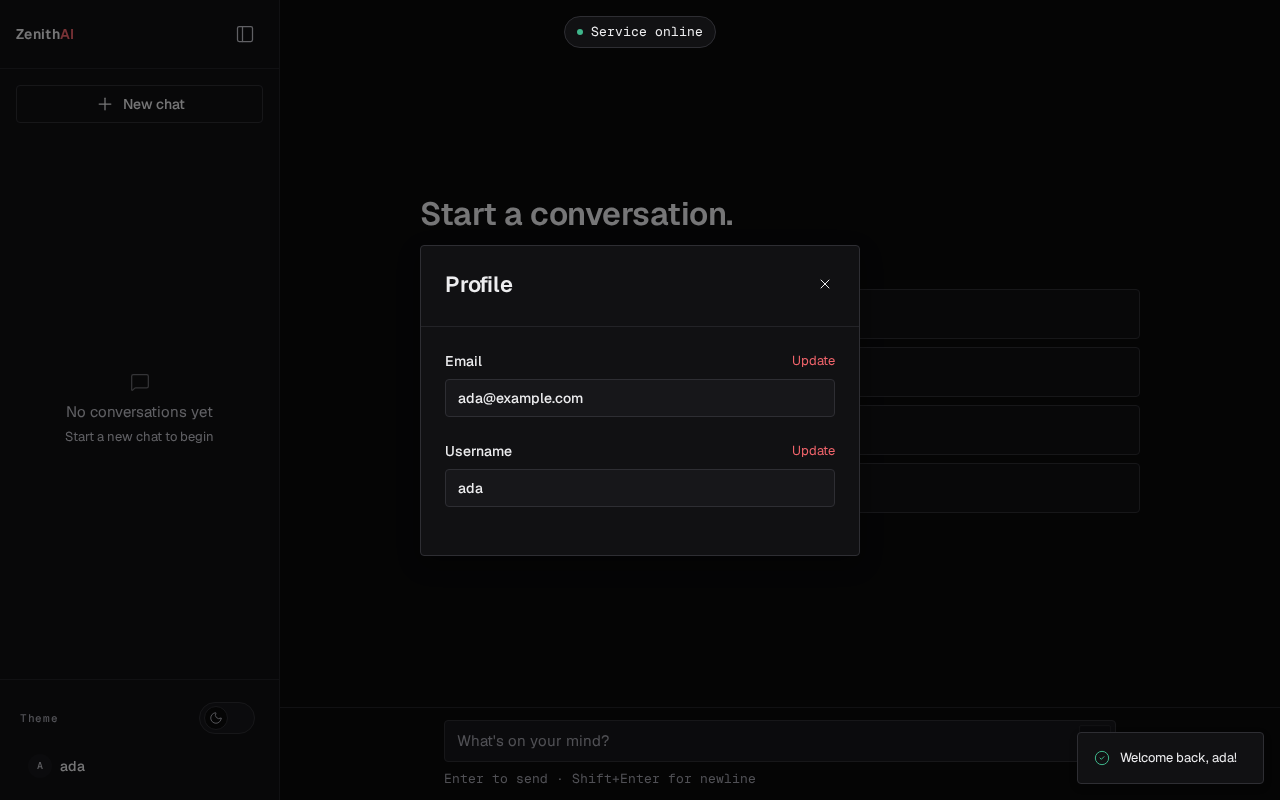 ZenithAI
Service online
New chat
Start a conversation.
Profile
Email
Update
ada@example.com
Username
Update
ada
No conversations yet
Start a new chat to begin
Theme
A
ada
What's on your mind?
Enter to send · Shift+Enter for newline
Welcome back, ada!